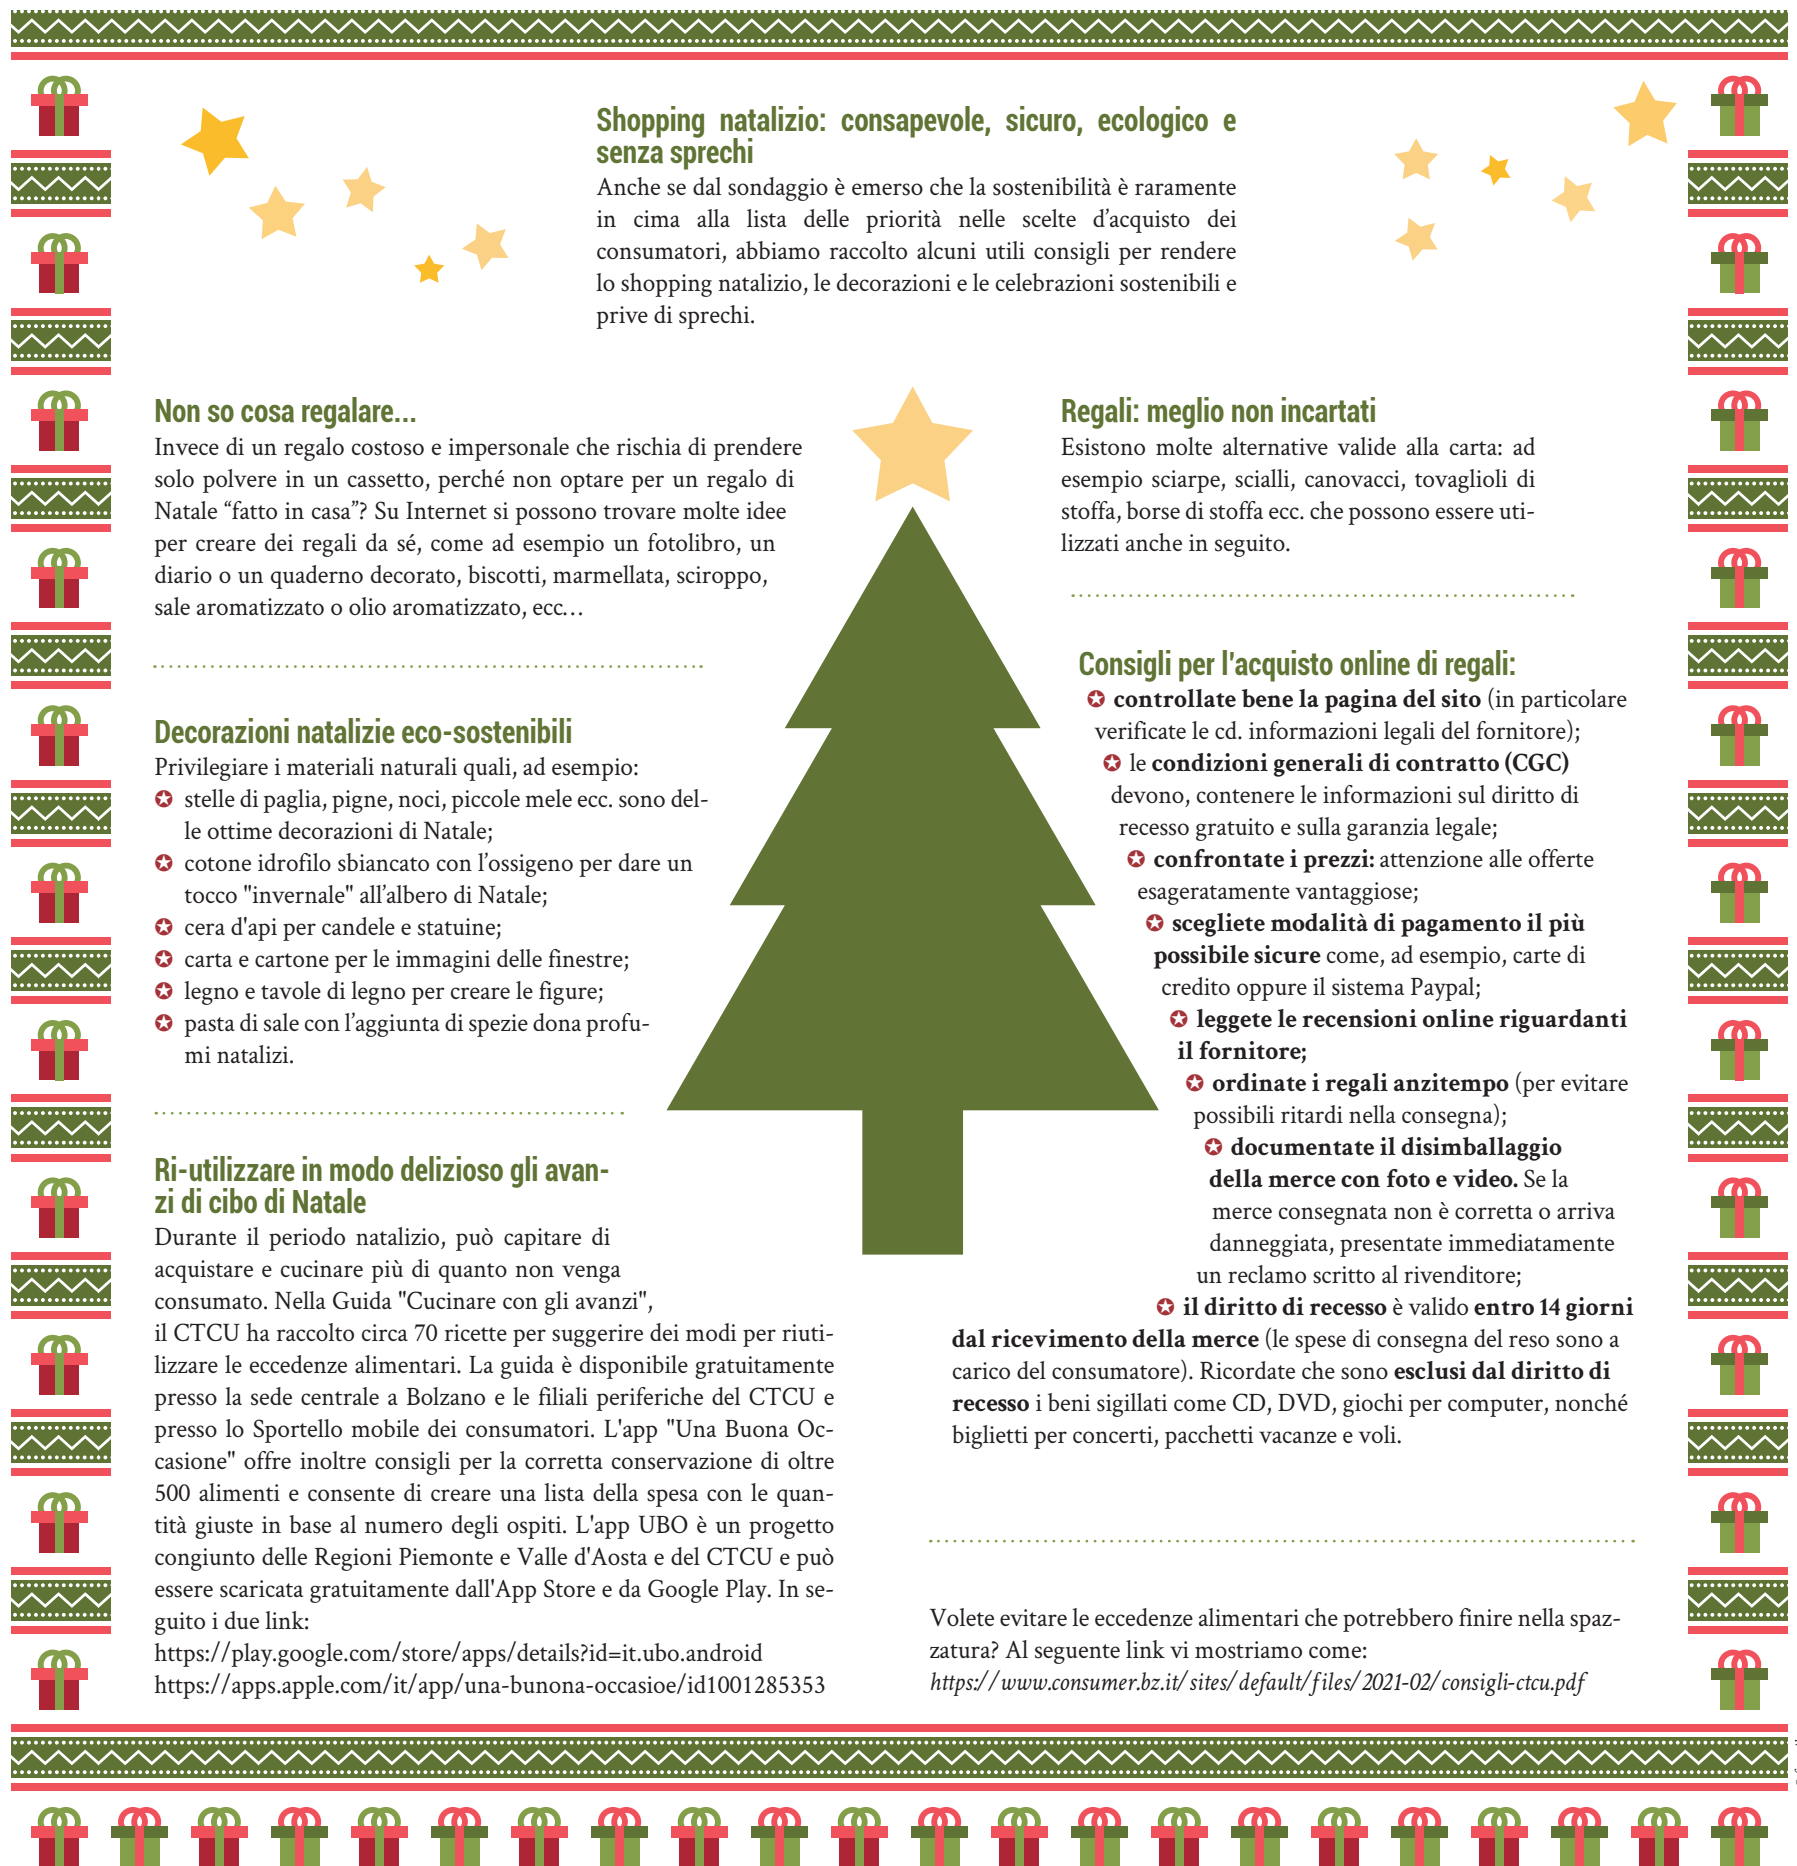 Shopping natalizio: consapevole, sicuro, ecologico e
senza sprechi
Anche se dal sondaggio è emerso che la sostenibilità è raramente
in cima alla lista delle priorità nelle scelte d’acquisto dei
consumatori, abbiamo raccolto alcuni utili consigli per rendere
lo shopping natalizio, le decorazioni e le celebrazioni sostenibili e
prive di sprechi.
Non so cosa regalare...
Invece di un regalo costoso e impersonale che rischia di prendere
solo polvere in un cassetto, perché non optare per un regalo di
Natale “fatto in casa”? Su Internet si possono trovare molte idee
per creare dei regali da sé, come ad esempio un fotolibro, un
diario o un quaderno decorato, biscotti, marmellata, sciroppo,
sale aromatizzato o olio aromatizzato, ecc…
Decorazioni natalizie eco-sostenibili
Privilegiare i materiali naturali quali, ad esempio:
stelle di paglia, pigne, noci, piccole mele ecc. sono del-
le ottime decorazioni di Natale;
cotone idrofilo sbiancato con l’ossigeno per dare un
tocco "invernale" all’albero di Natale;
cera d'api per candele e statuine;
carta e cartone per le immagini delle finestre;
legno e tavole di legno per creare le figure;
pasta di sale con l’aggiunta di spezie dona profu-
mi natalizi.
Ri-utilizzare in modo delizioso gli avan-
zi di cibo di Natale
Durante il periodo natalizio, può capitare di
acquistare e cucinare più di quanto non venga
consumato. Nella Guida "Cucinare con gli avanzi",
il CTCU ha raccolto circa 70 ricette per suggerire dei modi per riuti-
lizzare le eccedenze alimentari. La guida è disponibile gratuitamente
presso la sede centrale a Bolzano e le filiali periferiche del CTCU e
presso lo Sportello mobile dei consumatori. L'app "Una Buona Oc-
casione" offre inoltre consigli per la corretta conservazione di oltre
500 alimenti e consente di creare una lista della spesa con le quan-
tità giuste in base al numero degli ospiti. L'app UBO è un progetto
congiunto delle Regioni Piemonte e Valle d'Aosta e del CTCU e può
essere scaricata gratuitamente dall'App Store e da Google Play. In se-
guito i due link:
https://play.google.com/store/apps/details?id=it.ubo.android
https://apps.apple.com/it/app/una-bunona-occasioe/id1001285353
Regali: meglio non incartati
Esistono molte alternative valide alla carta: ad
esempio sciarpe, scialli, canovacci, tovaglioli di
stoffa, borse di stoffa ecc. che possono essere uti-
lizzati anche in seguito.
Consigli per l’acquisto online di regali:
controllate bene la pagina del sito (in particolare
verificate le cd. informazioni legali del fornitore);
le condizioni generali di contratto (CGC)
devono, contenere le informazioni sul diritto di
recesso gratuito e sulla garanzia legale;
confrontate i prezzi: attenzione alle offerte
esageratamente vantaggiose;
scegliete modalità di pagamento il più
possibile sicure come, ad esempio, carte di
credito oppure il sistema Paypal;
leggete le recensioni online riguardanti
il fornitore;
ordinate i regali anzitempo (per evitare
possibili ritardi nella consegna);
documentate il disimballaggio
della merce con foto e video. Se la
merce consegnata non è corretta o arriva
danneggiata, presentate immediatamente
un reclamo scritto al rivenditore;
il diritto di recesso è valido entro 14 giorni
dal ricevimento della merce (le spese di consegna del reso sono a
carico del consumatore). Ricordate che sono esclusi dal diritto di
recesso i beni sigillati come CD, DVD, giochi per computer, nonché
biglietti per concerti, pacchetti vacanze e voli.
Volete evitare le eccedenze alimentari che potrebbero finire nella spaz-
zatura? Al seguente link vi mostriamo come:
https://www.consumer.bz.it/sites/default/files/2021-02/consigli-ctcu.pdf